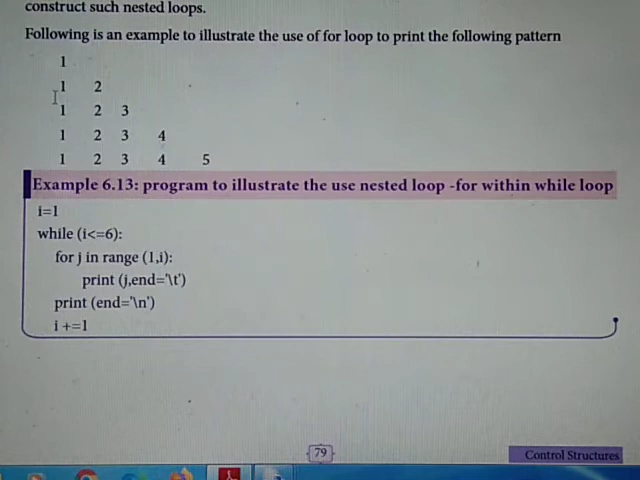 construct such nested loops.
Following is an example to illustrate the use of for loop to print the following pattern
1
1 2
1 2 3
1 2 3 4
1 2 3 4 5
Example 6.13: program to illustrate the use nested loop -for within while loop
i=1
while (i<=6):
for j in range (1,i):
print (j,end='\t')
print (end='\n')
i +=1
79
Control Structures